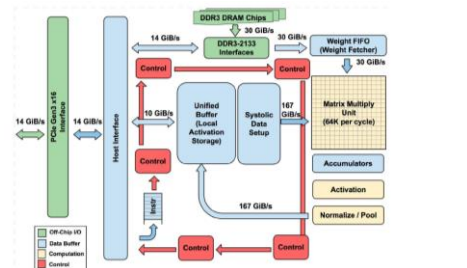 DDR3 DRAM Chips
30 GiB/s
14 GiB/s
DDR3-2133
Interfaces
30 GiB/s
Weight FIFO
(Weight Fetcher)
30 GiB/s
Control
Control
PCIe Gen3 x16
Interface
14 GiB/s
14 GiB/s
Host Interface
10 GiB/s
Unified
Buffer
(Local
Activation
Storage)
Systolic
Data
Setup
167
GiB/s
Matrix Multiply
Unit
(64K per cycle)
Control
Accumulators
Activation
Instr
167 GiB/s
Normalize / Pool
Control
Control
Off-Chip I/O
Data Buffer
Computation
Control